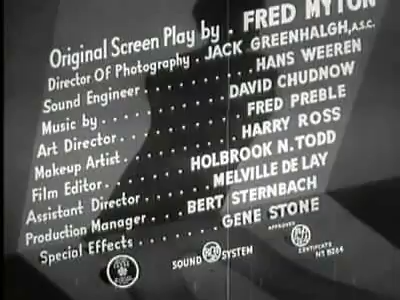 Original Screen Play by . FRED MYTON
Director Of Photography . JACK GREENHALGH, A.S.C.
Sound Engineer . . . . . . . . . HANS WEEREN
Music by . . . . . . . . . . . . DAVID CHUDNOW
Art Director . . . . . . . . . . . FRED PREBLE
Makeup Artist . . . . . . . . . . HARRY ROSS
Film Editor . . . . . . . . HOLBROOK N. TODD
Assistant Director . . . . . . MELVILLE DE LAY
Production Manager . . . BERT STERNBACH
Special Effects . . . . . . . GENE STONE
SOUND RCA SYSTEM
APPROVED
CERTIFICATE